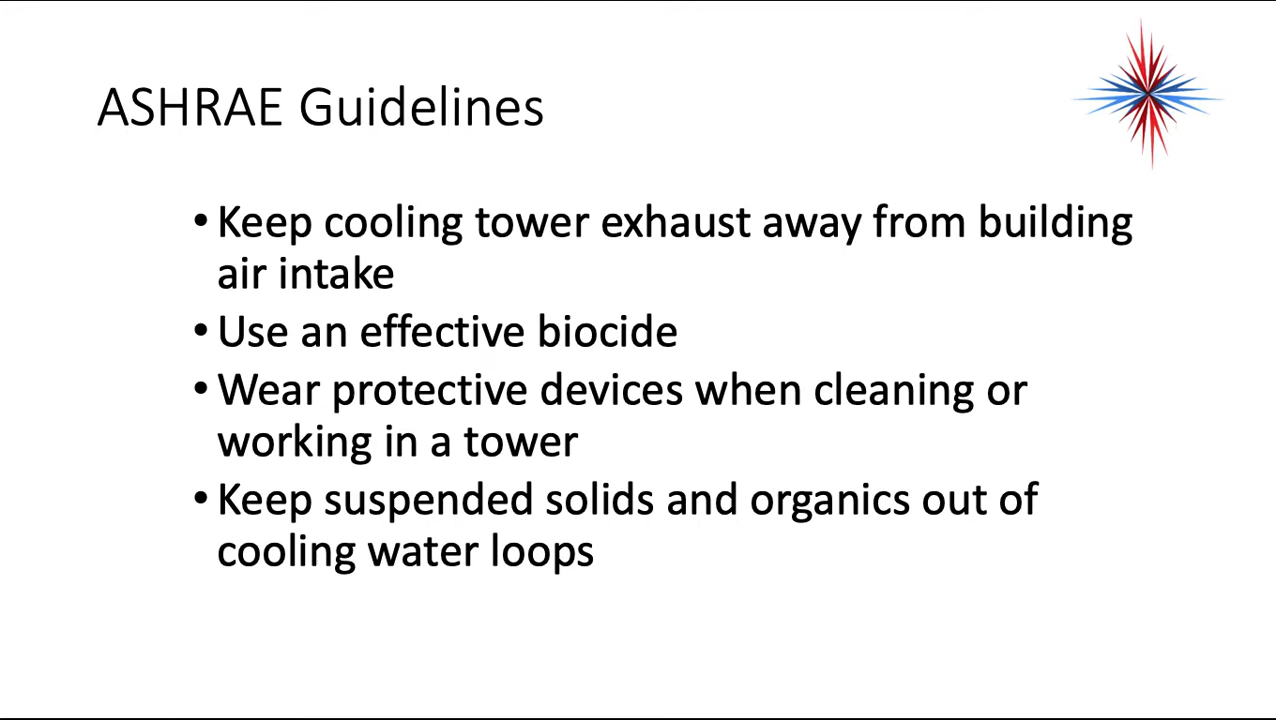 ASHRAE Guidelines
• Keep cooling tower exhaust away from building
air intake
• Use an effective biocide
• Wear protective devices when cleaning or
working in a tower
• Keep suspended solids and organics out of
cooling water loops